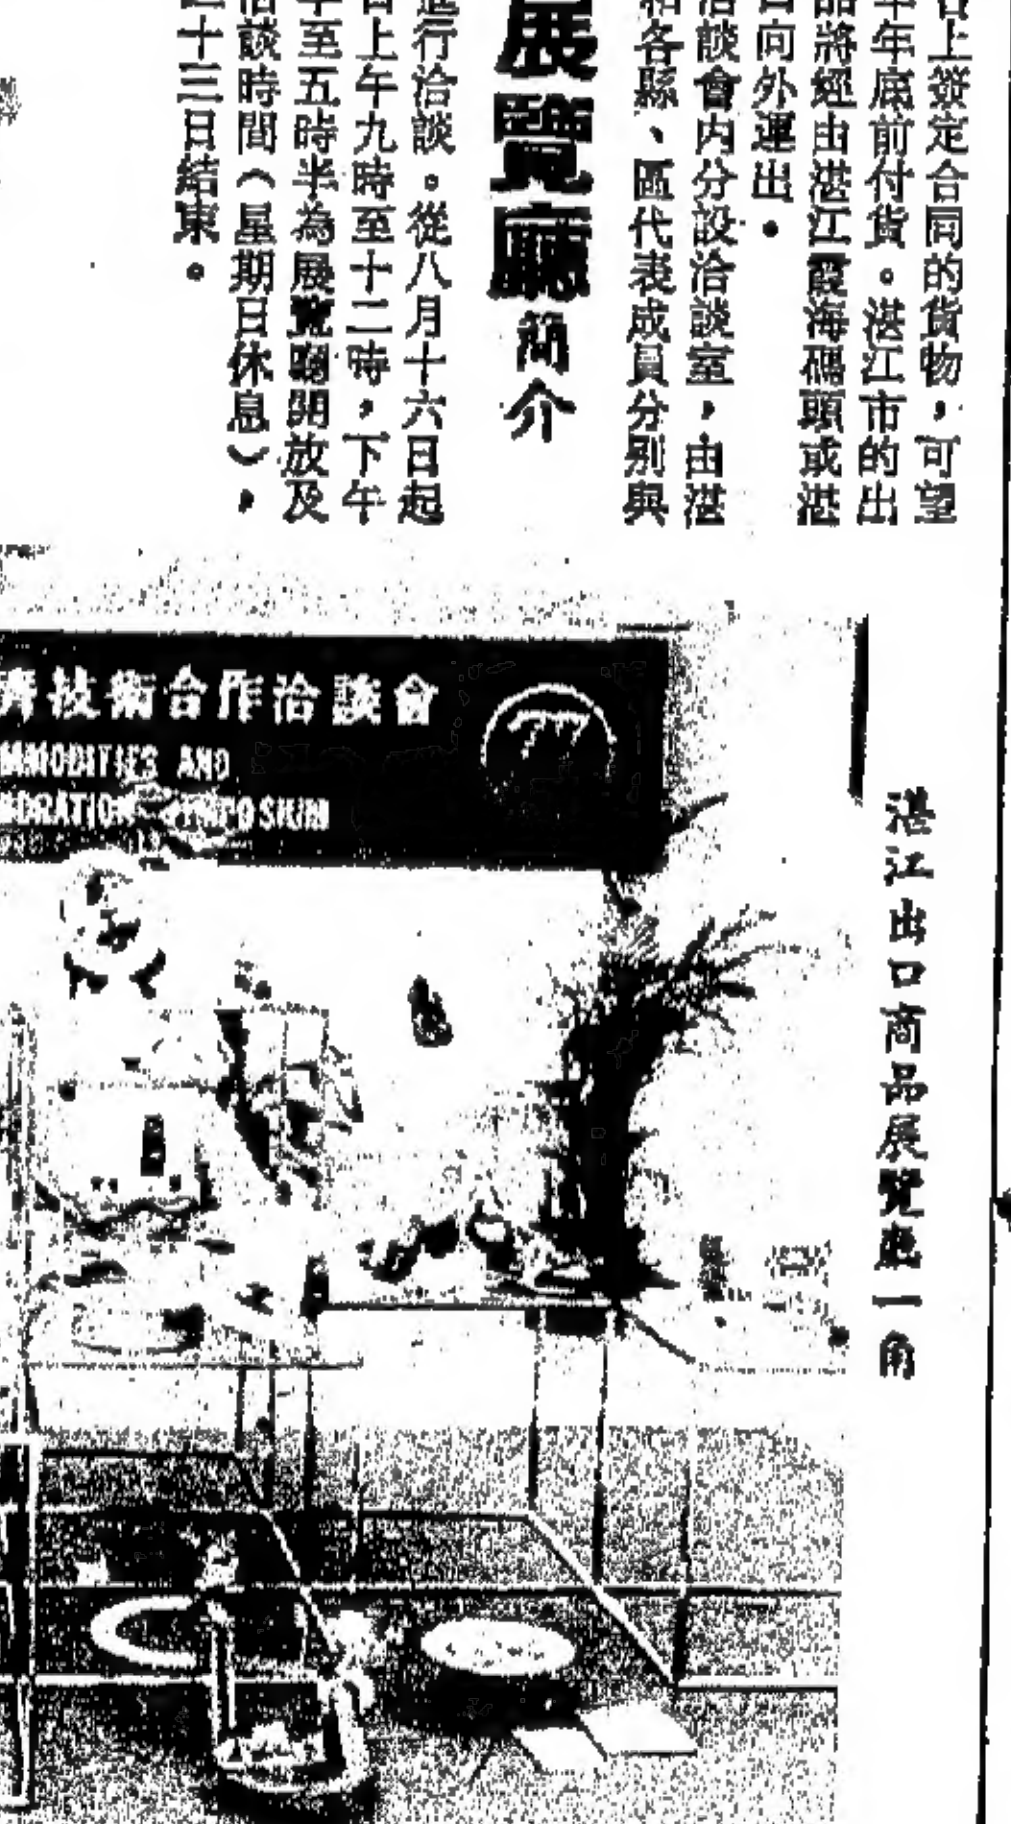 上簽定合同的貨物，可望
年年底前付貨。湛江市的出
品將經由湛江霞海碼頭或湛
向外運出。
洽談會内分設洽談室，由湛
和各縣、區代表成員分別與
展覽廳簡介
進行洽談。從八月十六日起
上午九時至十二時，下午
午至五時半為展覽廳開放及
洽談時間（星期日休息），
十三日結束。
濟技術合作洽談會
MMODITIES AND
湛江出口商品展覽廳一角